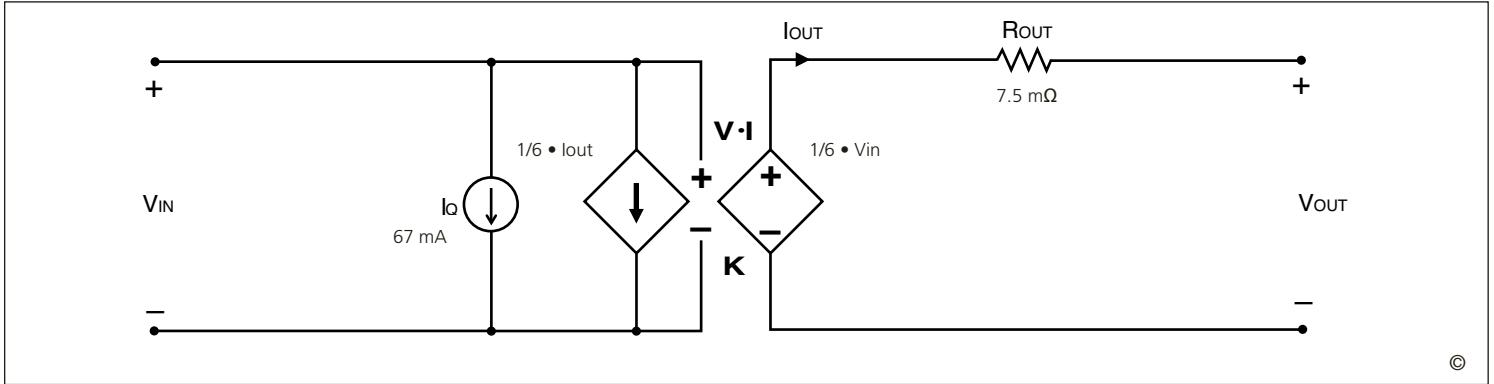 IOUT
ROUT
7.5 mΩ
+
+
V·I
1/6 • Iout
1/6 • Vin
+
+
VIN
IQ
67 mA
VOUT
–
–
K
–
–
©